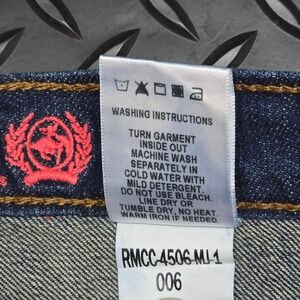 WASHING INSTRUCTIONS
TURN GARMENT
INSIDE OUT
MACHINE WASH
SEPARATELY IN
COLD WATER WITH
MILD DETERGENT.
DO NOT USE BLEACH.
LINE DRY OR
TUMBLE DRY, NO HEAT.
WARM IRON IF NEEDED.
RMCC-4506-MJ-1
006